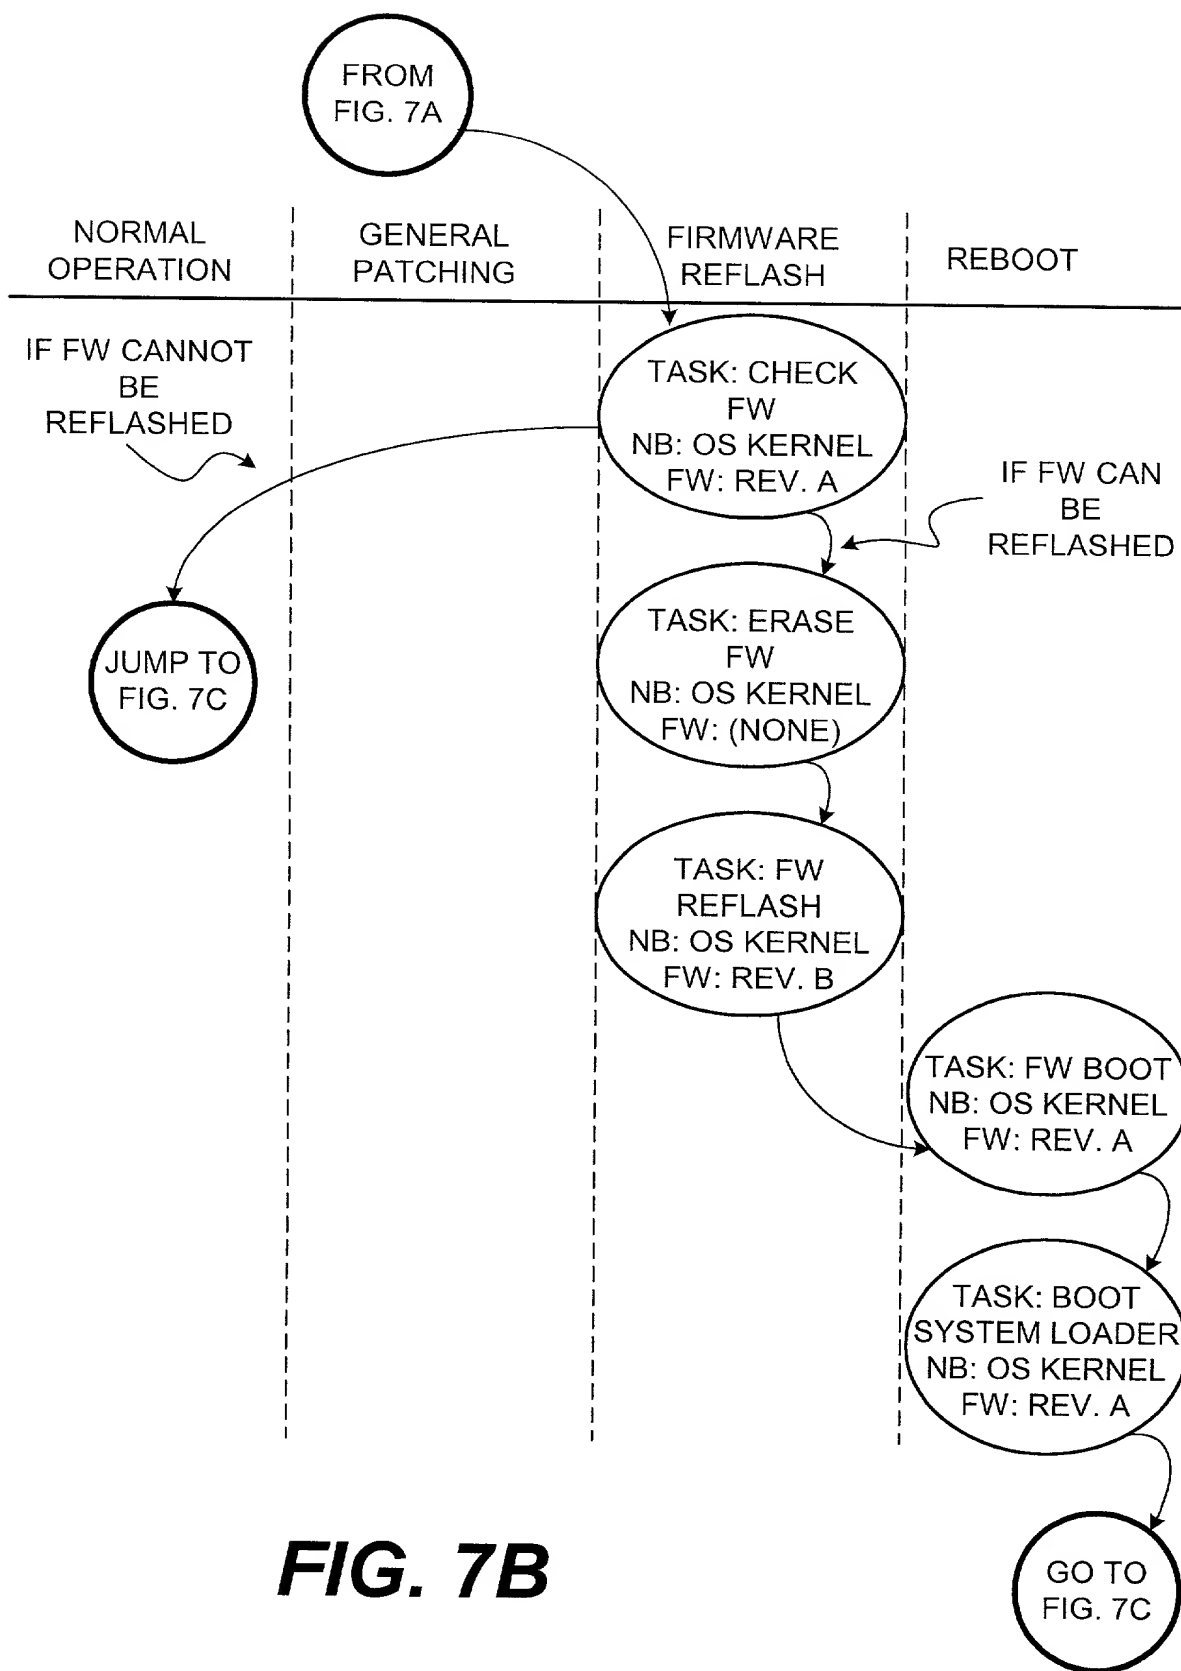 FROM
FIG. 7A
NORMAL
OPERATION
GENERAL
PATCHING
FIRMWARE
REFLASH
REBOOT
IF FW CANNOT
BE
REFLASHED
TASK: CHECK
FW
NB: OS KERNEL
FW: REV. A
IF FW CAN
BE
REFLASHED
JUMP TO
FIG. 7C
TASK: ERASE
FW
NB: OS KERNEL
FW: (NONE)
TASK: FW
REFLASH
NB: OS KERNEL
FW: REV. B
TASK: FW BOOT
NB: OS KERNEL
FW: REV. A
TASK: BOOT
SYSTEM LOADER
NB: OS KERNEL
FW: REV. A
GO TO
FIG. 7C
FIG. 7B